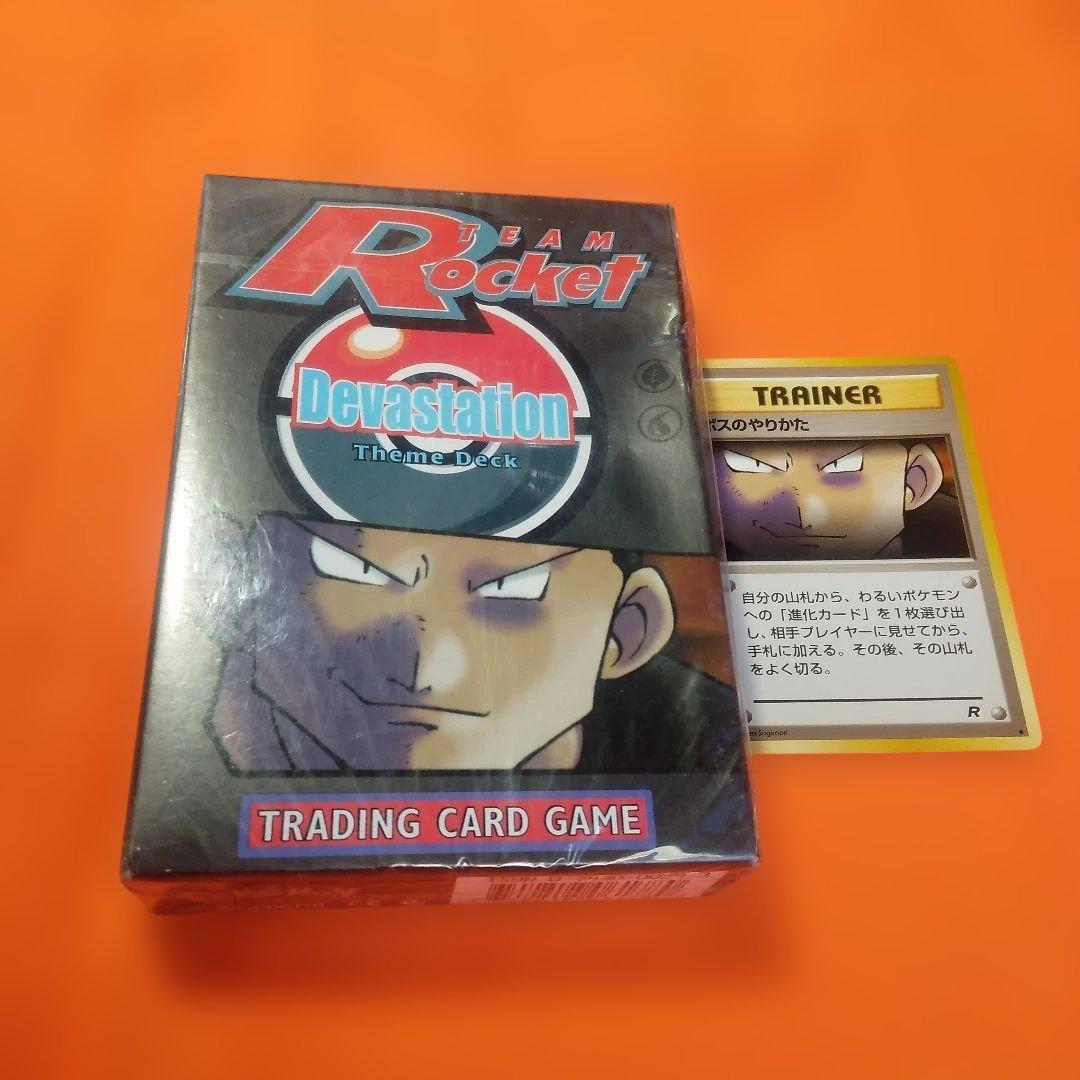 TEAM
Rocket
Devastation
Theme Deck
TRADING CARD GAME
TRAINER
ボスのやりかた
自分の山札から、わるいポケモン
への「進化カード」を1枚選び出
し、相手プレイヤーに見せてから、
手札に加える。その後、その山札
をよく切る。
R
Sugimori